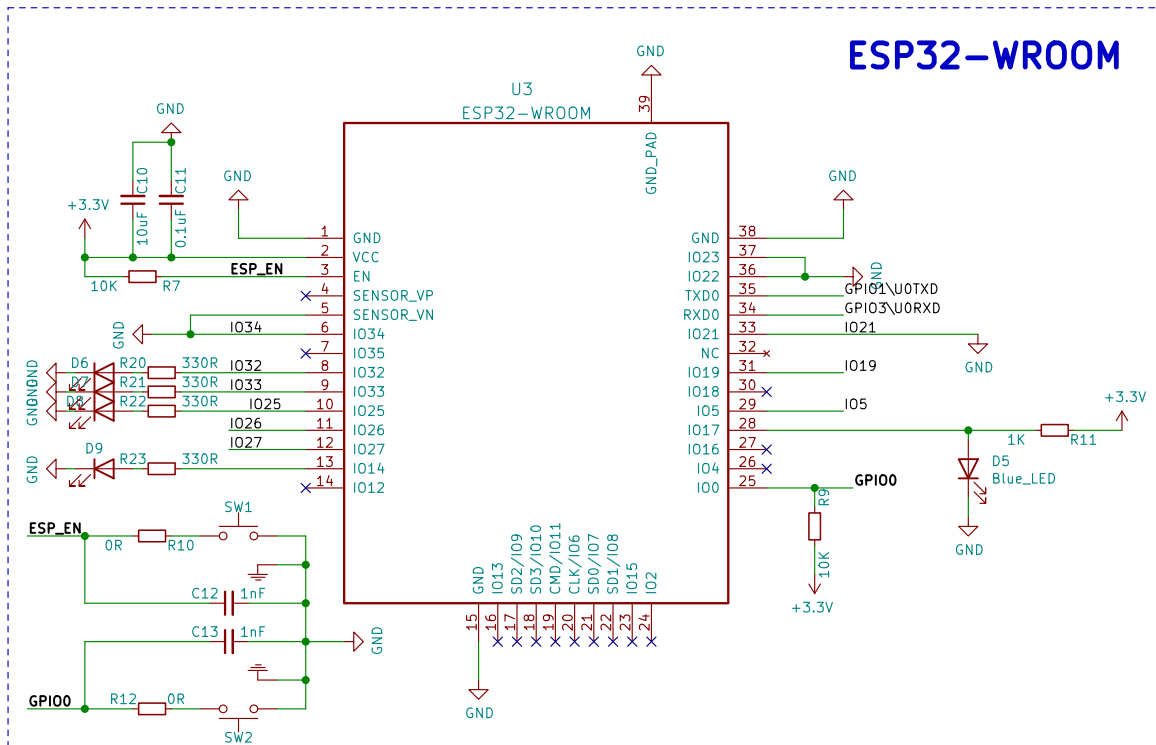 ESP32-WROOM
GND
U3
ESP32-WROOM
39
GND_PAD
GND
C10
C11
10uF
0.1uF
+3.3V
GND
GND
1 GND
2 VCC
ESP_EN 3 EN
10K R7
4 SENSOR_VP
5 SENSOR_VN
GND IO34 6 IO34
7 IO35
GND D6 R20 330R IO32 8 IO32
GND D7 R21 330R IO33 9 IO33
GND D8 R22 330R IO25 10 IO25
IO26 11 IO26
IO27 12 IO27
GND D9 R23 330R 13 IO14
14 IO12
GND 38
IO23 37
IO22 36 GND
TXD0 35 GPIO1\U0TXD
RXD0 34 GPIO3\U0RXD
IO21 33 IO21
GND
NC 32
IO19 31 IO19
IO18 30
IO5 29 IO5
IO17 28
+3.3V
1K R11
IO16 27
IO4 26
D5
Blue_LED
GND
IO0 25 GPIO0
R9
10K
+3.3V
GND
IO13
SD2/IO9
SD3/IO10
CMD/IO11
CLK/IO6
SD0/IO7
SD1/IO8
IO15
IO2
15
16
17
18
19
20
21
22
23
24
GND
SW1
ESP_EN
0R R10
C12 1nF
C13 1nF
GND
GPIO0
R12 0R
SW2